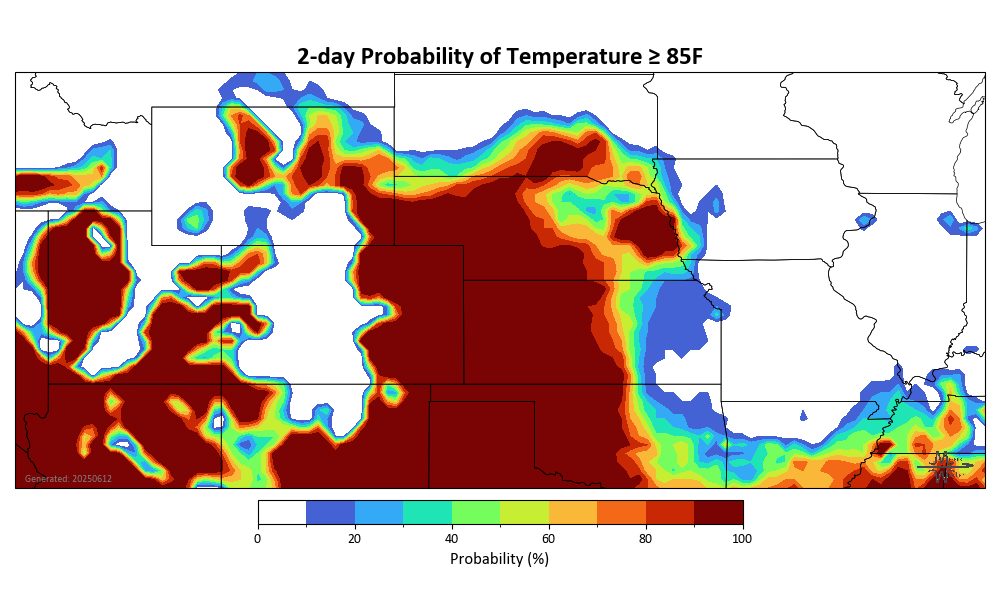 2-day Probability of Temperature ≥ 85F
Generated: 20250612
0 20 40 60 80 100
Probability (%)